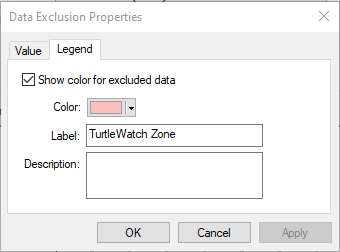 Data Exclusion Properties
Value
Legend
Show color for excluded data
Color:
Label: TurtleWatch Zone
Description:
OK Cancel Apply